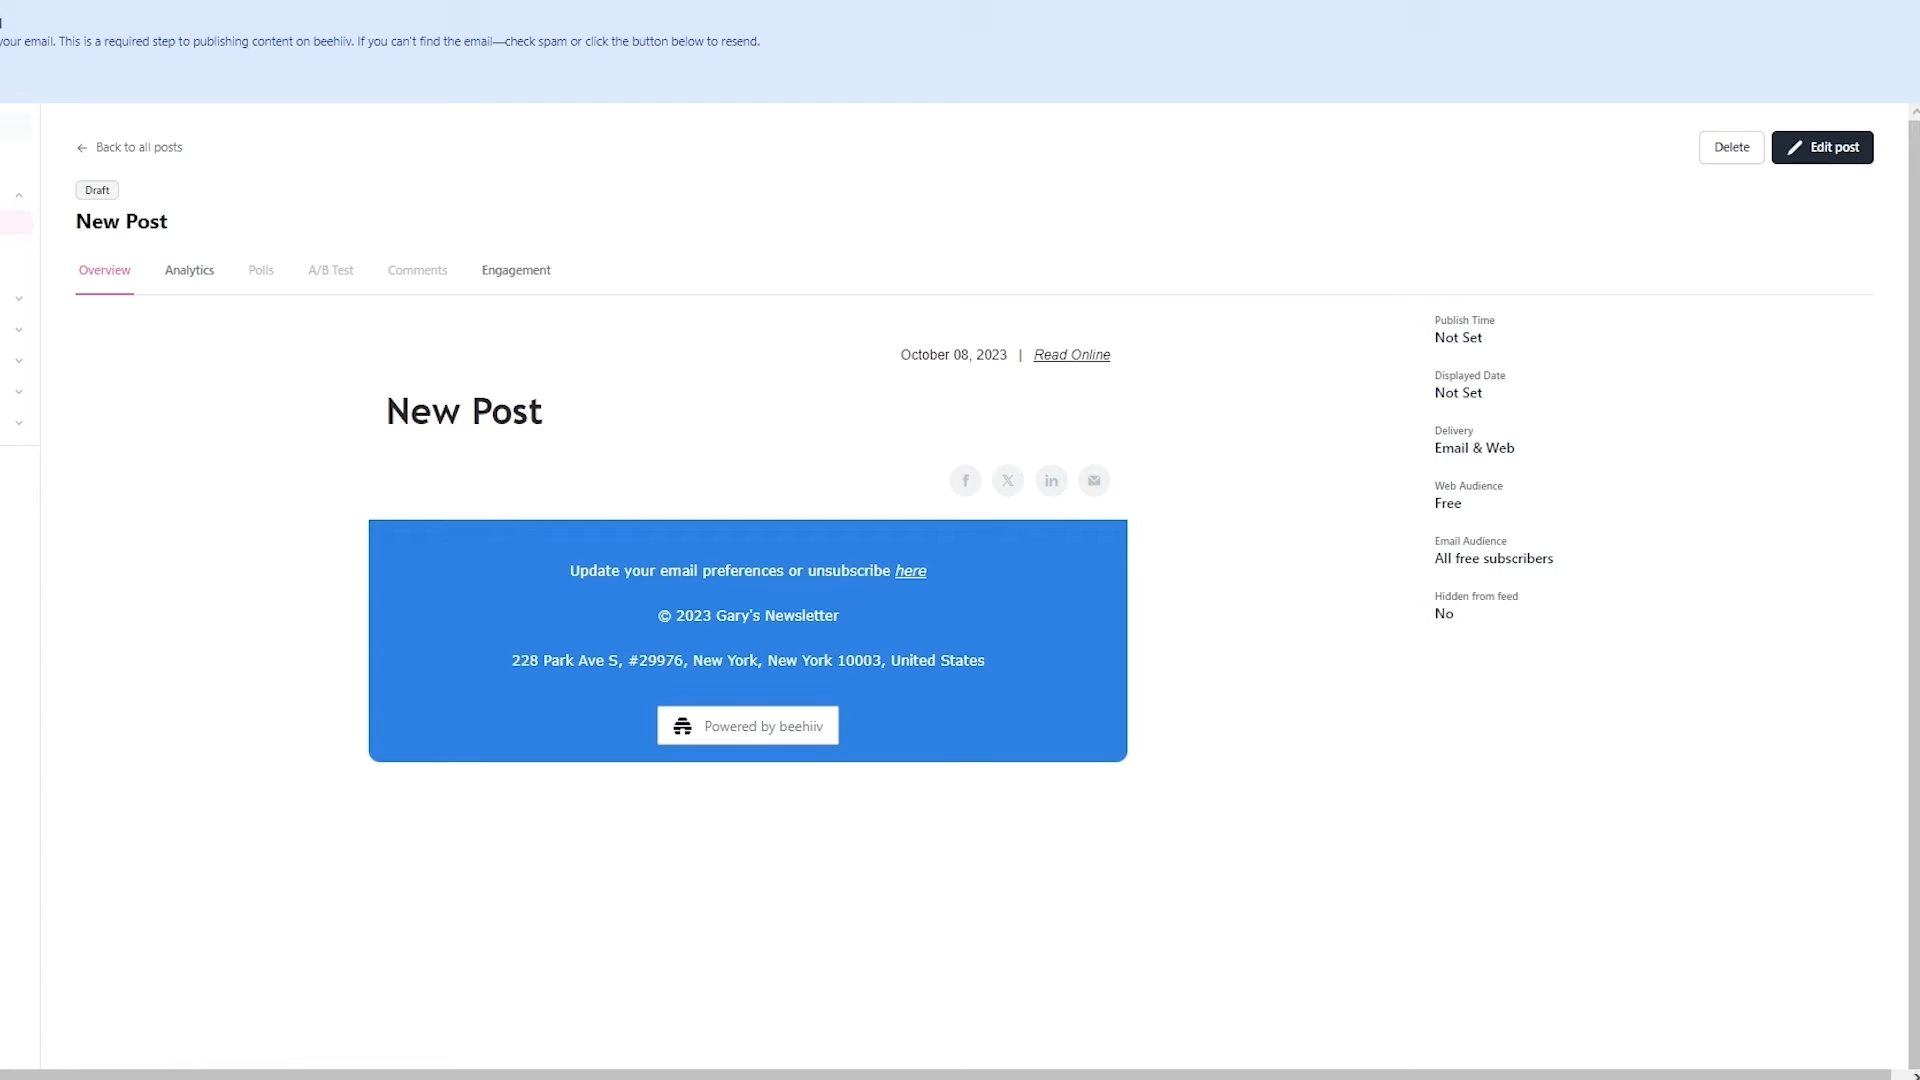 your email. This is a required step to publishing content on beehiiv. If you can't find the email—check spam or click the button below to resend.
Back to all posts
Delete
Edit post
Draft
New Post
Overview
Analytics
Polls
A/B Test
Comments
Engagement
October 08, 2023 | Read Online
New Post
Update your email preferences or unsubscribe here
© 2023 Gary's Newsletter
228 Park Ave S, #29976, New York, New York 10003, United States
Powered by beehiiv
Publish Time
Not Set
Displayed Date
Not Set
Delivery
Email & Web
Web Audience
Free
Email Audience
All free subscribers
Hidden from feed
No